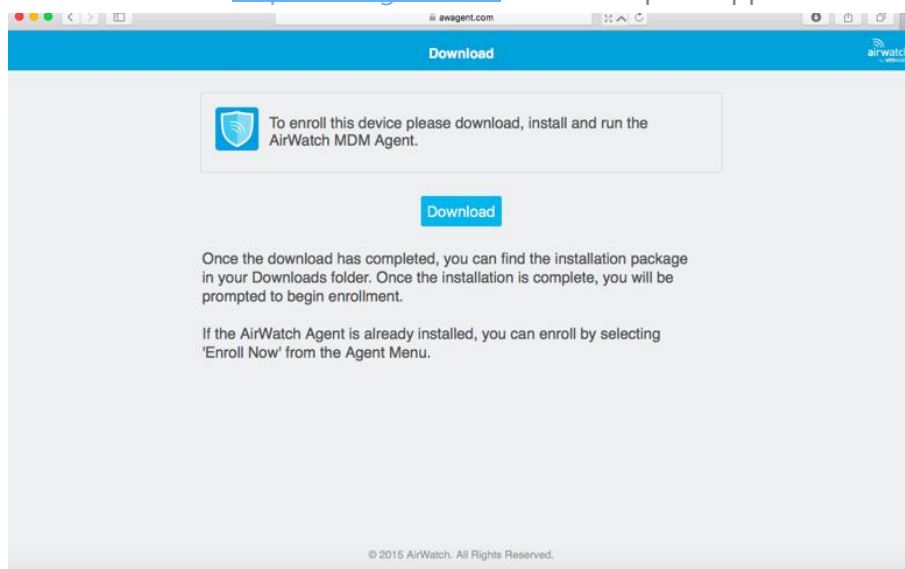 awagent.com
Download
airwatch
To enroll this device please download, install and run the
AirWatch MDM Agent.
Download
Once the download has completed, you can find the installation package
in your Downloads folder. Once the installation is complete, you will be
prompted to begin enrollment.
If the AirWatch Agent is already installed, you can enroll by selecting
'Enroll Now' from the Agent Menu.
© 2015 AirWatch. All Rights Reserved.